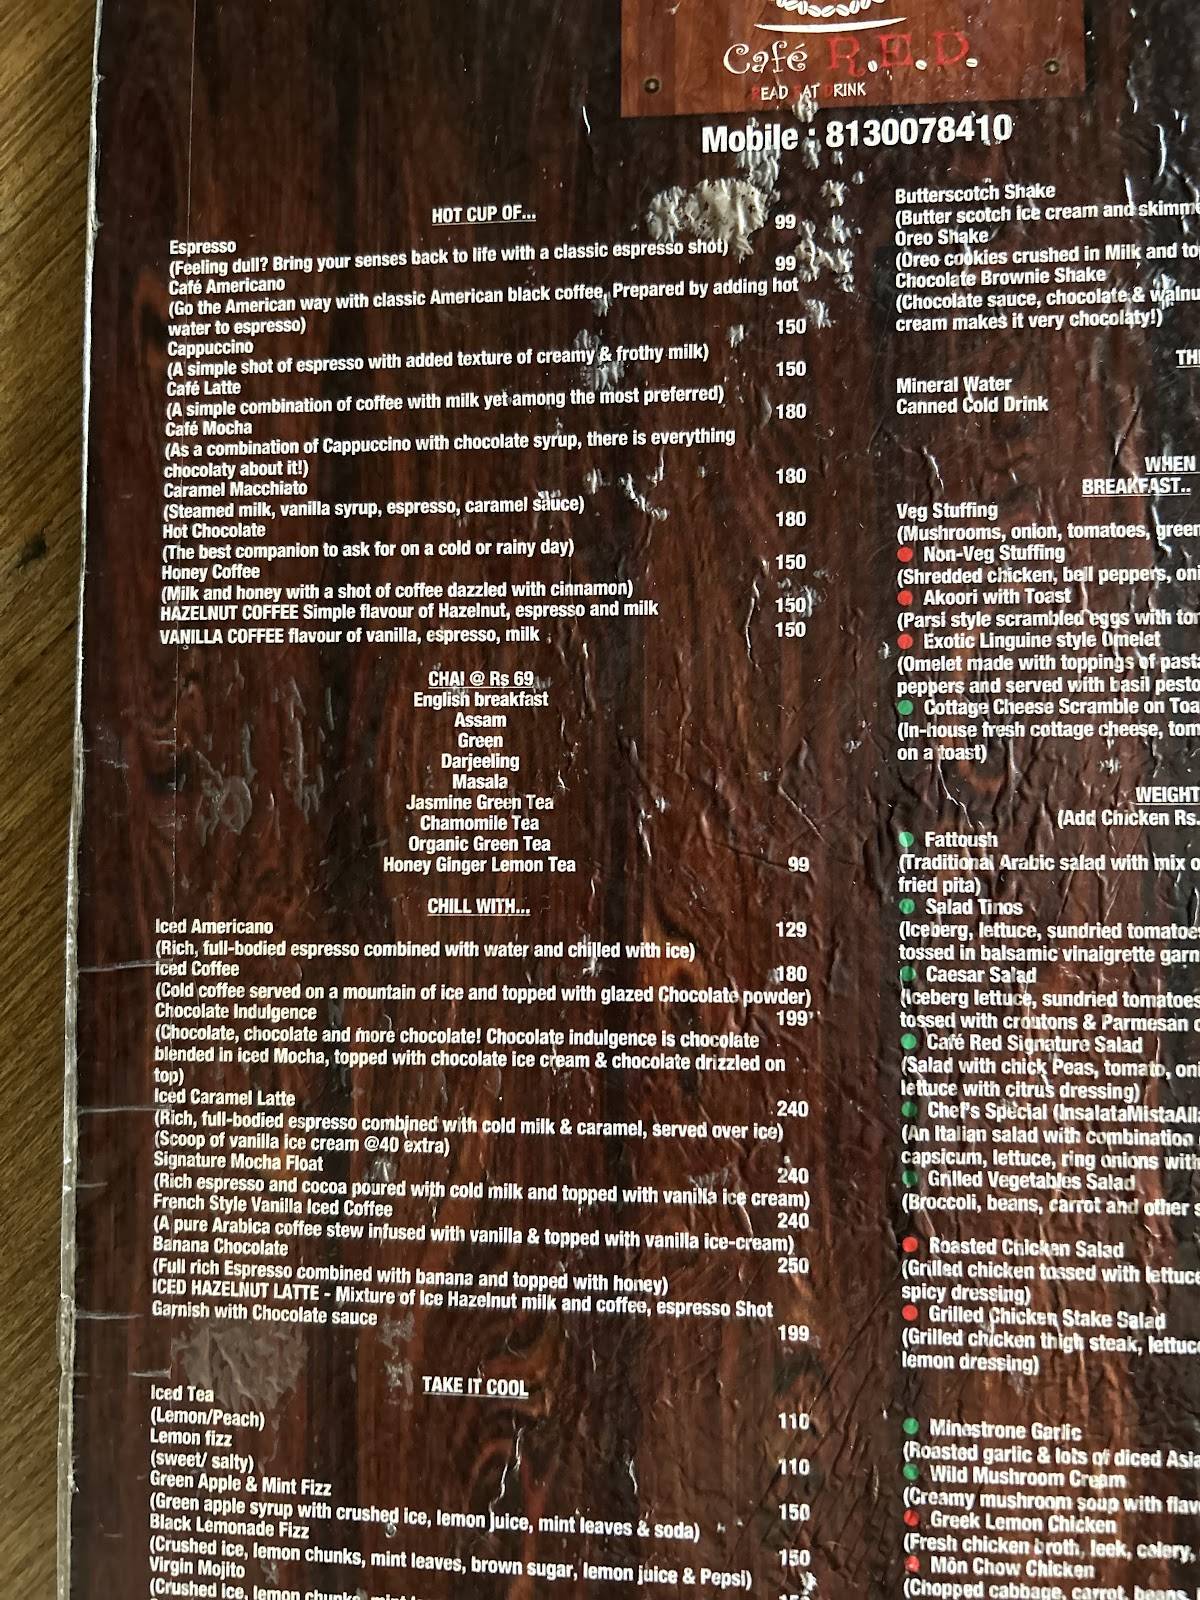 Café R.E.D.
READ EAT DRINK
Mobile : 8130078410
HOT CUP OF...
Espresso 99
(Feeling dull? Bring your senses back to life with a classic espresso shot)
Café Americano 99
(Go the American way with classic American black coffee, Prepared by adding hot
water to espresso)
Cappuccino 150
(A simple shot of espresso with added texture of creamy & frothy milk)
Café Latte 150
(A simple combination of coffee with milk yet among the most preferred)
Café Mocha 180
(As a combination of Cappuccino with chocolate syrup, there is everything
chocolaty about it!)
Caramel Macchiato 180
(Steamed milk, vanilla syrup, espresso, caramel sauce)
Hot Chocolate 180
(The best companion to ask for on a cold or rainy day)
Honey Coffee 150
(Milk and honey with a shot of coffee dazzled with cinnamon)
HAZELNUT COFFEE Simple flavour of Hazelnut, espresso and milk 150
VANILLA COFFEE flavour of vanilla, espresso, milk 150
CHAI @ Rs 69
English breakfast
Assam
Green
Darjeeling
Masala
Jasmine Green Tea
Chamomile Tea
Organic Green Tea
Honey Ginger Lemon Tea 99
CHILL WITH...
Iced Americano 129
(Rich, full-bodied espresso combined with water and chilled with ice)
Iced Coffee 180
(Cold coffee served on a mountain of ice and topped with glazed Chocolate powder)
Chocolate Indulgence 199
(Chocolate, chocolate and more chocolate! Chocolate indulgence is chocolate
blended in iced Mocha, topped with chocolate ice cream & chocolate drizzled on
top)
Iced Caramel Latte 240
(Rich, full-bodied espresso combined with cold milk & caramel, served over ice)
(Scoop of vanilla ice cream @40 extra)
Signature Mocha Float 240
(Rich espresso and cocoa poured with cold milk and topped with vanilla ice cream)
French Style Vanilla Iced Coffee 240
(A pure Arabica coffee stew infused with vanilla & topped with vanilla ice-cream)
Banana Chocolate 250
(Full rich Espresso combined with banana and topped with honey)
ICED HAZELNUT LATTE - Mixture of Ice Hazelnut milk and coffee, espresso Shot
Garnish with Chocolate sauce 199
TAKE IT COOL
Iced Tea 110
(Lemon/Peach)
Lemon fizz 110
(sweet/ salty)
Green Apple & Mint Fizz 150
(Green apple syrup with crushed Ice, lemon juice, mint leaves & soda)
Black Lemonade Fizz 150
(Crushed ice, lemon chunks, mint leaves, brown sugar, lemon juice & Pepsi)
Virgin Mojito
(Crushed ice, lemon chunks,
Butterscotch Shake
(Butter scotch ice cream and skimm
Oreo Shake
(Oreo cookies crushed in Milk and to
Chocolate Brownie Shake
(Chocolate sauce, chocolate & walnu
cream makes it very chocolaty!)
TH
Mineral Water
Canned Cold Drink
WHEN
BREAKFAST..
Veg Stuffing
(Mushrooms, onion, tomatoes, green
Non-Veg Stuffing
(Shredded chicken, bell peppers, oni
Akoori with Toast
(Parsi style scrambled eggs with to
Exotic Linguine style Omelet
(Omelet made with toppings of pasta
peppers and served with basil pesto
Cottage Cheese Scramble on Toa
(In-house fresh cottage cheese, tom
on a toast)
WEIGHT
(Add Chicken Rs.
Fattoush
(Traditional Arabic salad with mix o
fried pita)
Salad Tinos
(Iceberg, lettuce, sundried tomatoes
tossed in balsamic vinaigrette garn
Caesar Salad
(Iceberg lettuce, sundried tomatoes
tossed with croutons & Parmesan
Café Red Signature Salad
(Salad with chick Peas, tomato, oni
lettuce with citrus dressing)
Chef's Special (InsalataMistaAll
(An Italian salad with combination
capsicum, lettuce, ring onions with
Grilled Vegetables Salad
(Broccoli, beans, carrot and other s
Roasted Chicken Salad
(Grilled chicken tossed with lettuce
spicy dressing)
Grilled Chicken Stake Salad
(Grilled chicken thigh steak, lettuce
lemon dressing)
Minestrone Garlic
(Roasted garlic & lots of diced Asia
Wild Mushroom Cream
(Creamy mushroom soup with flav
Greek Lemon Chicken
(Fresh chicken broth, leek, celery,
Mon Chow Chicken
(Chopped cabbage, carrot, beans,